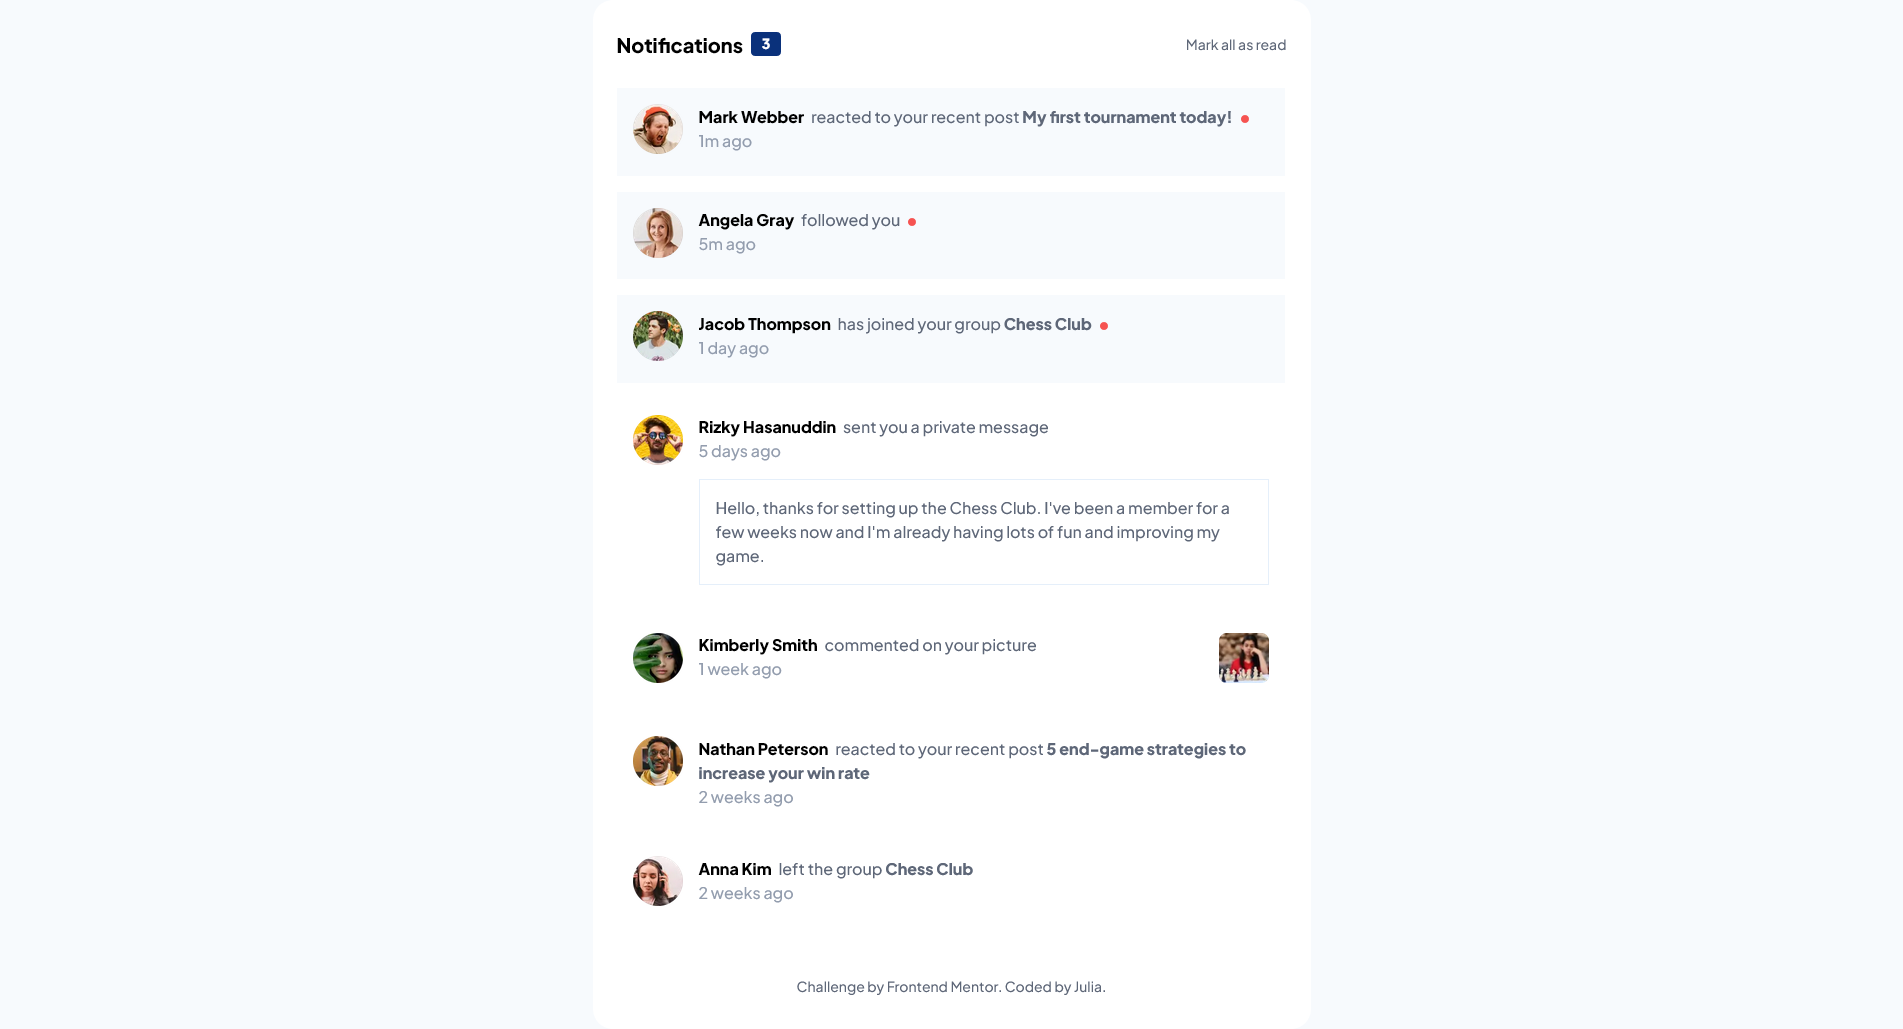 Notifications 3
Mark all as read
Mark Webber reacted to your recent post My first tournament today!
1m ago
Angela Gray followed you
5m ago
Jacob Thompson has joined your group Chess Club
1 day ago
Rizky Hasanuddin sent you a private message
5 days ago
Hello, thanks for setting up the Chess Club. I've been a member for a
few weeks now and I'm already having lots of fun and improving my
game.
Kimberly Smith commented on your picture
1 week ago
Nathan Peterson reacted to your recent post 5 end-game strategies to
increase your win rate
2 weeks ago
Anna Kim left the group Chess Club
2 weeks ago
Challenge by Frontend Mentor. Coded by Julia.